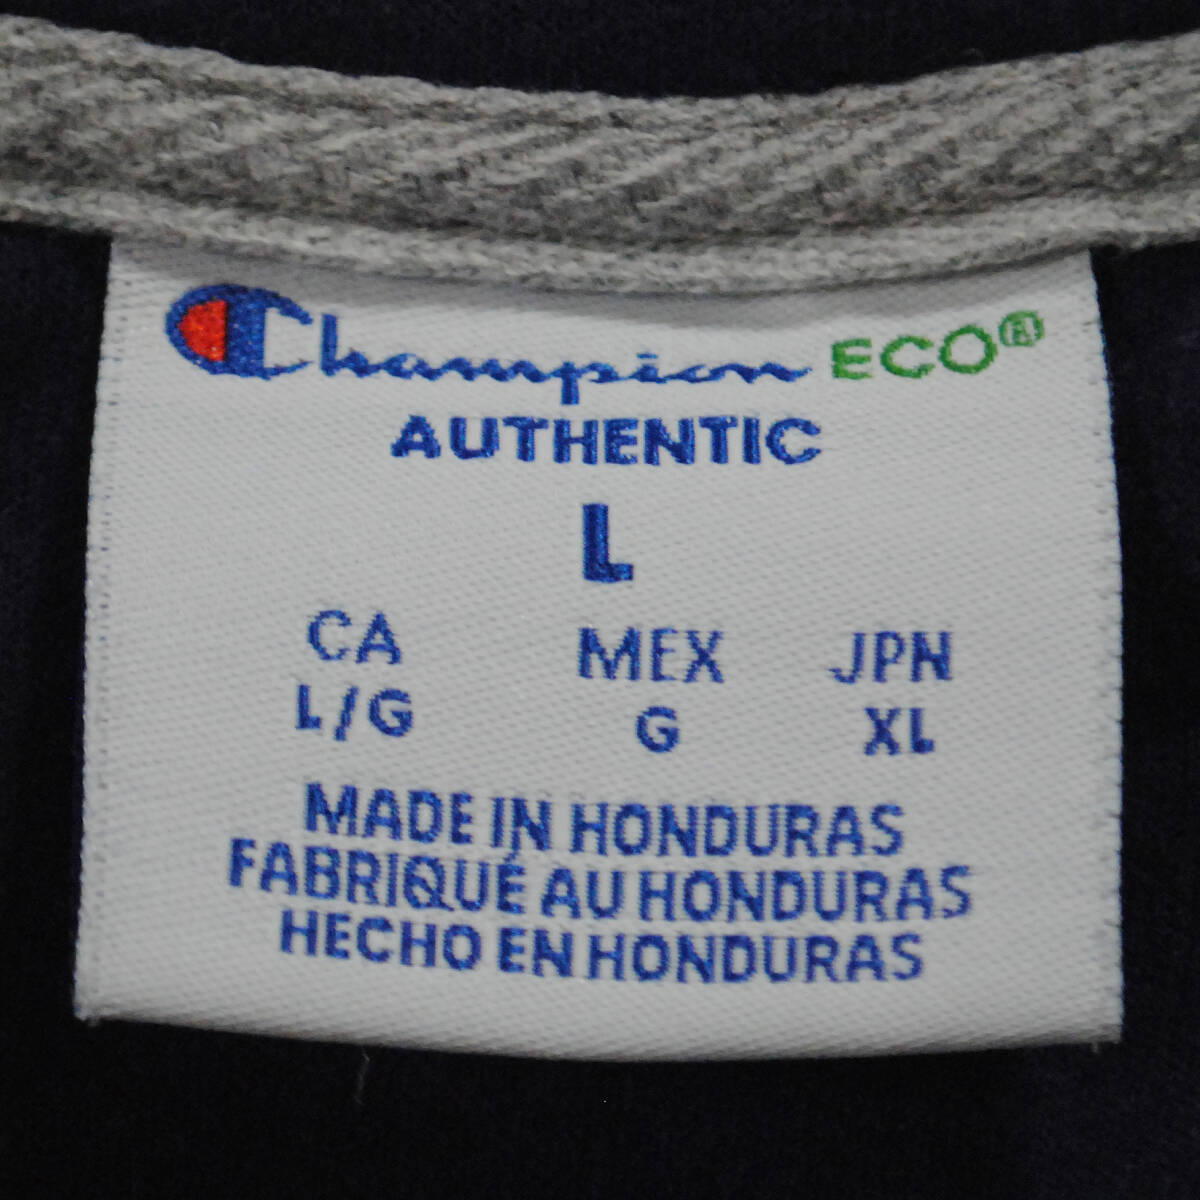 Champion ECO®
AUTHENTIC
L
CA MEX JPN
L/G G XL
MADE IN HONDURAS
FABRIQUÉ AU HONDURAS
HECHO EN HONDURAS